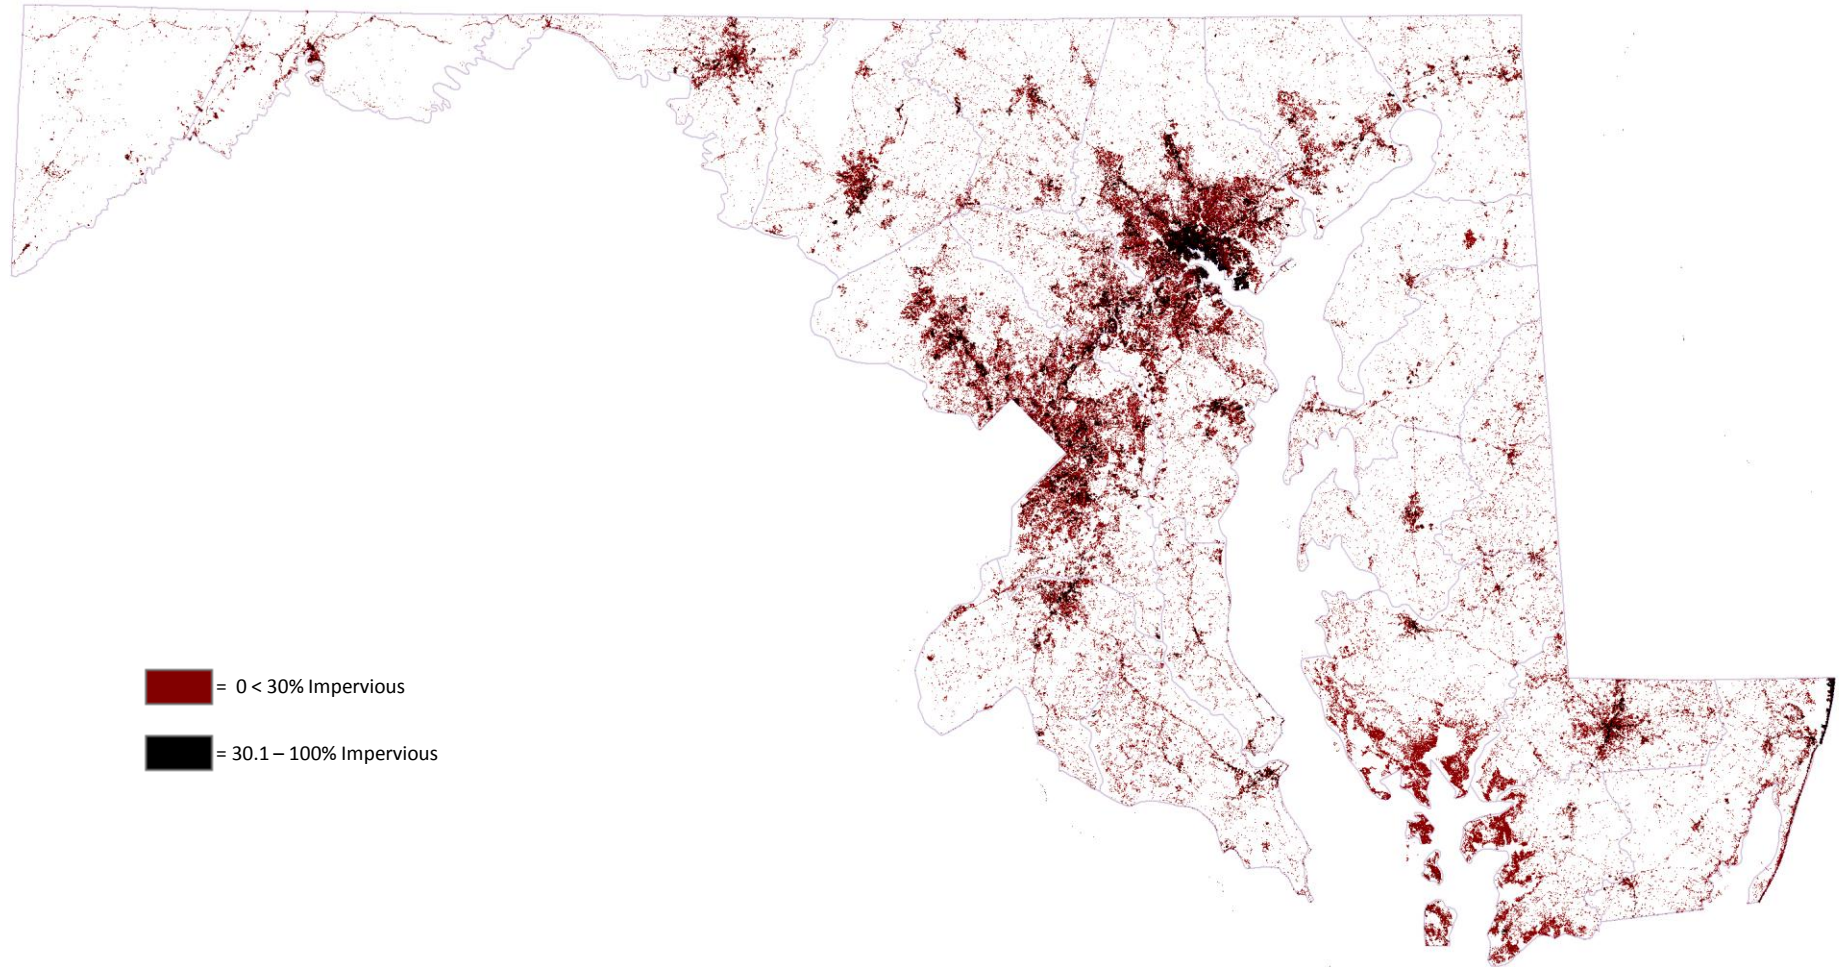 = 0 < 30% Impervious
= 30.1 – 100% Impervious